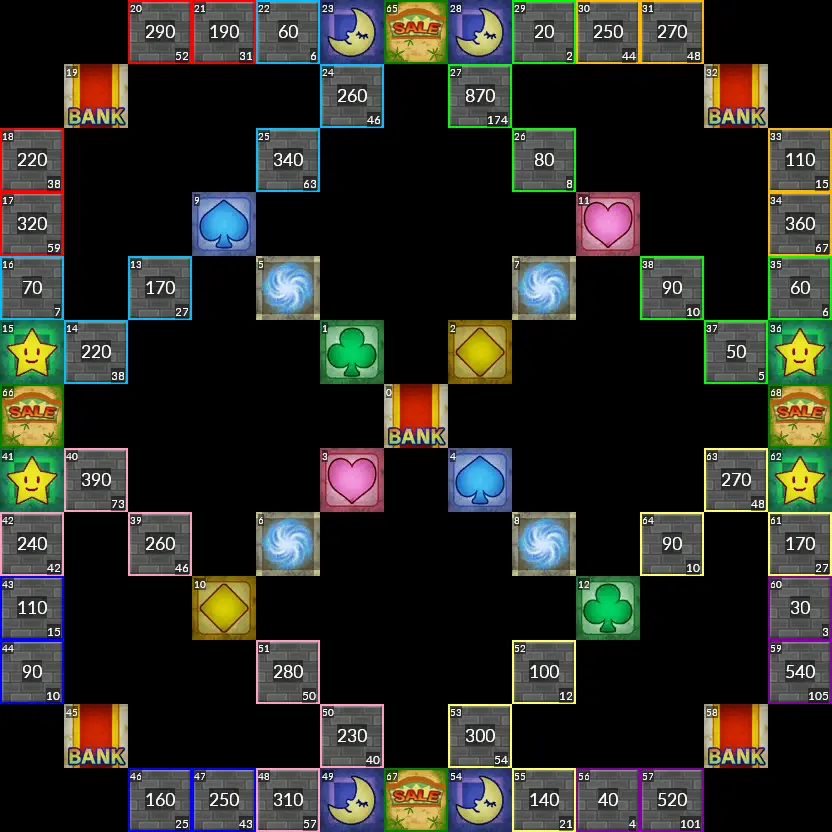 20 21 22 23 65 28 29 30 31
290 190 60 SALE 20 250 270
52 31 6 2 44 48
19 24 27 32
260 870
BANK 46 174 BANK
18 25 26 33
220 340 80 110
38 63 8 15
17 9 11 34
320 360
59 67
16 13 5 7 38 35
70 170 90 60
7 27 10 6
15 14 1 2 37 36
220 50
38 5
66 0 68
SALE SALE
BANK
41 40 3 4 63 62
390 270
73 48
42 39 6 8 64 61
240 260 90 170
42 46 10 27
43 10 12 60
110 30
15 3
44 51 52 59
90 280 100 540
10 50 12 105
45 50 53 58
230 300
BANK 40 54 BANK
46 47 48 49 67 54 55 56 57
160 250 310 SALE 140 40 520
25 43 57 21 4 101